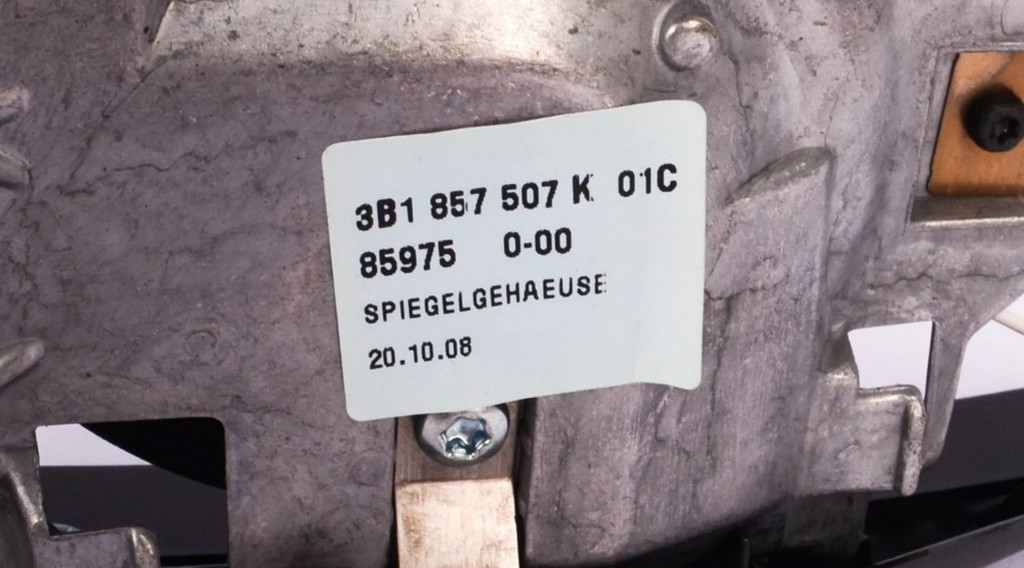 3B1 857 507 K 01C
85975 0-00
SPIEGELGEHAEUSE
20.10.08